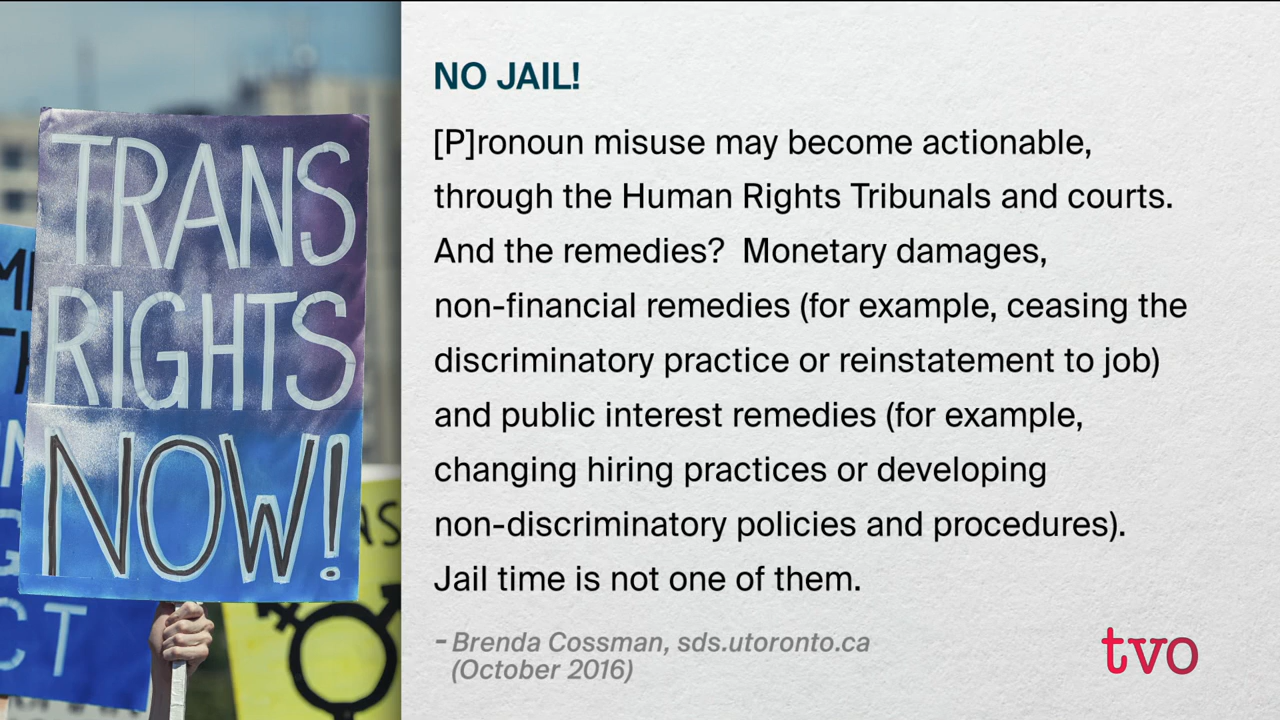 TRANS
RIGHTS
NOW!
CT
AS
NO JAIL!
[P]ronoun misuse may become actionable,
through the Human Rights Tribunals and courts.
And the remedies?  Monetary damages,
non-financial remedies (for example, ceasing the
discriminatory practice or reinstatement to job)
and public interest remedies (for example,
changing hiring practices or developing
non-discriminatory policies and procedures).
Jail time is not one of them.
– Brenda Cossman, sds.utoronto.ca
(October 2016)
tvo